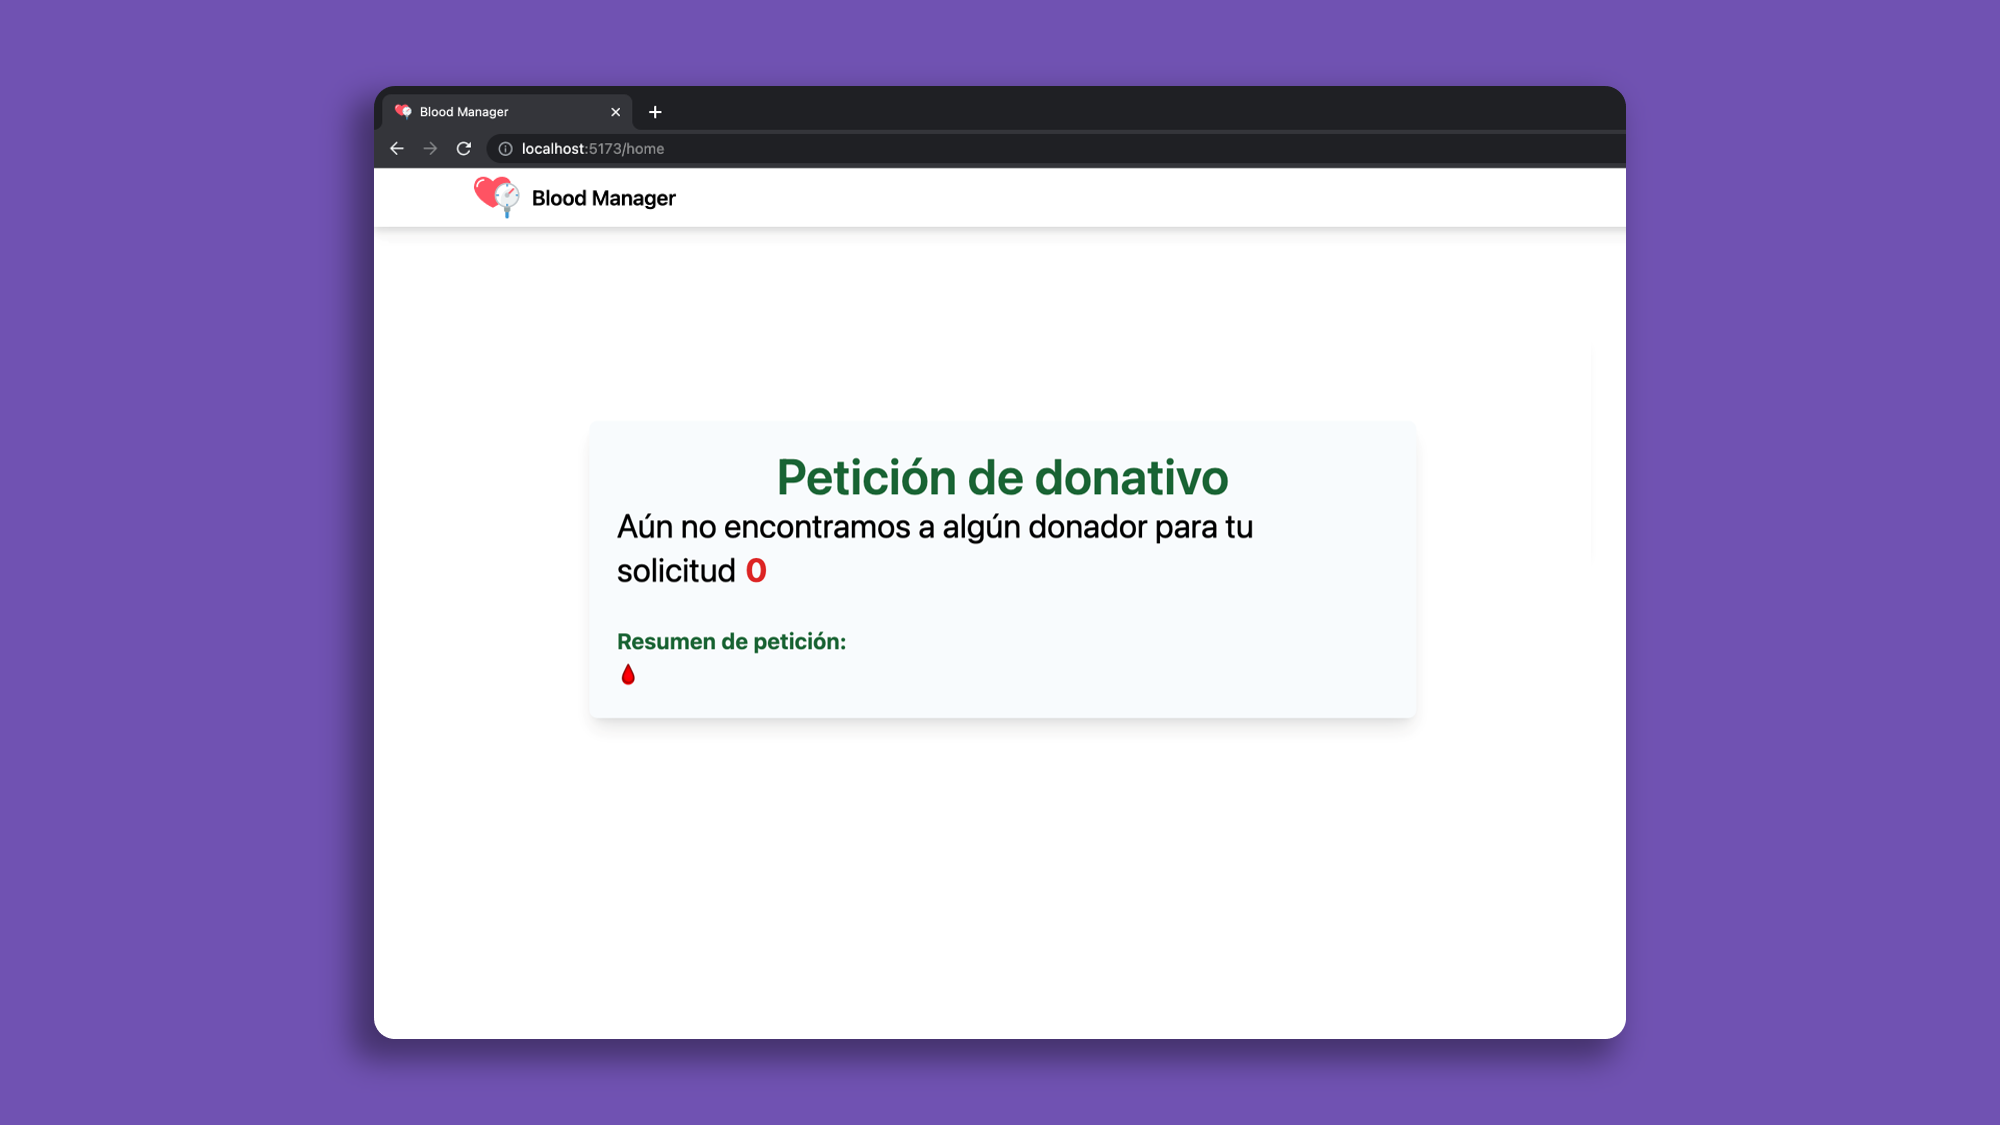 Blood Manager
localhost:5173/home
Blood Manager
Petición de donativo
Aún no encontramos a algún donador para tu
solicitud 0
Resumen de petición: